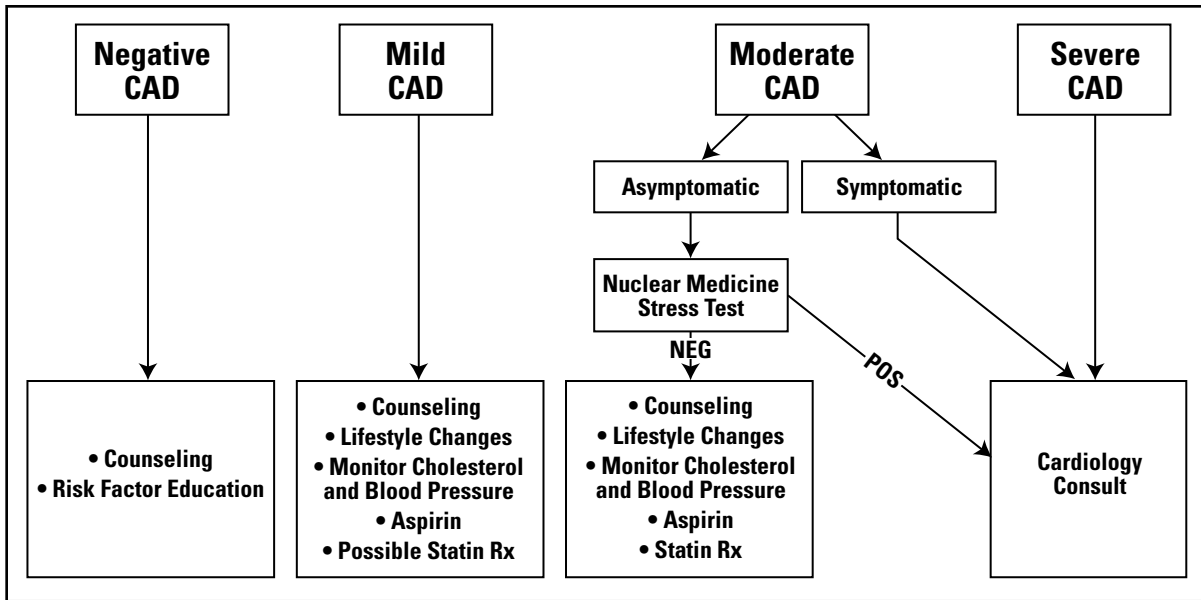 Negative
CAD
Mild
CAD
Moderate
CAD
Severe
CAD
Asymptomatic
Symptomatic
Nuclear Medicine
Stress Test
NEG
POS
• Counseling
• Risk Factor Education
• Counseling
• Lifestyle Changes
• Monitor Cholesterol
and Blood Pressure
• Aspirin
• Possible Statin Rx
• Counseling
• Lifestyle Changes
• Monitor Cholesterol
and Blood Pressure
• Aspirin
• Statin Rx
Cardiology
Consult